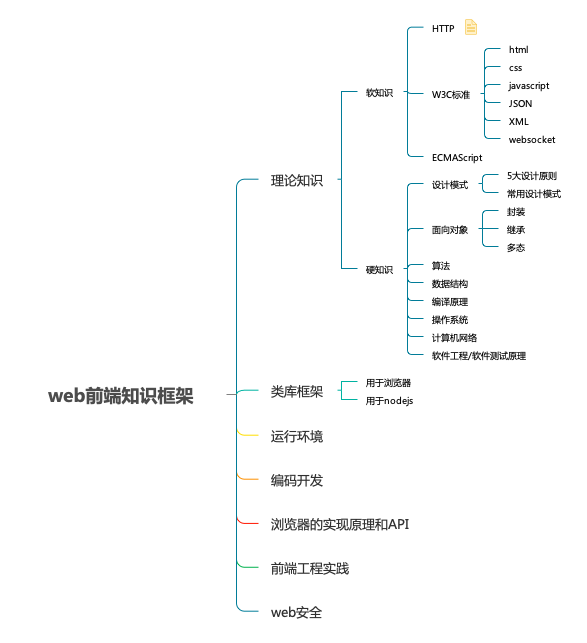 web前端知识框架
理论知识
软知识
HTTP
W3C标准
html
css
javascript
JSON
XML
websocket
ECMAScript
硬知识
设计模式
5大设计原则
常用设计模式
面向对象
封装
继承
多态
算法
数据结构
编译原理
操作系统
计算机网络
软件工程/软件测试原理
类库框架
用于浏览器
用于nodejs
运行环境
编码开发
浏览器的实现原理和API
前端工程实践
web安全